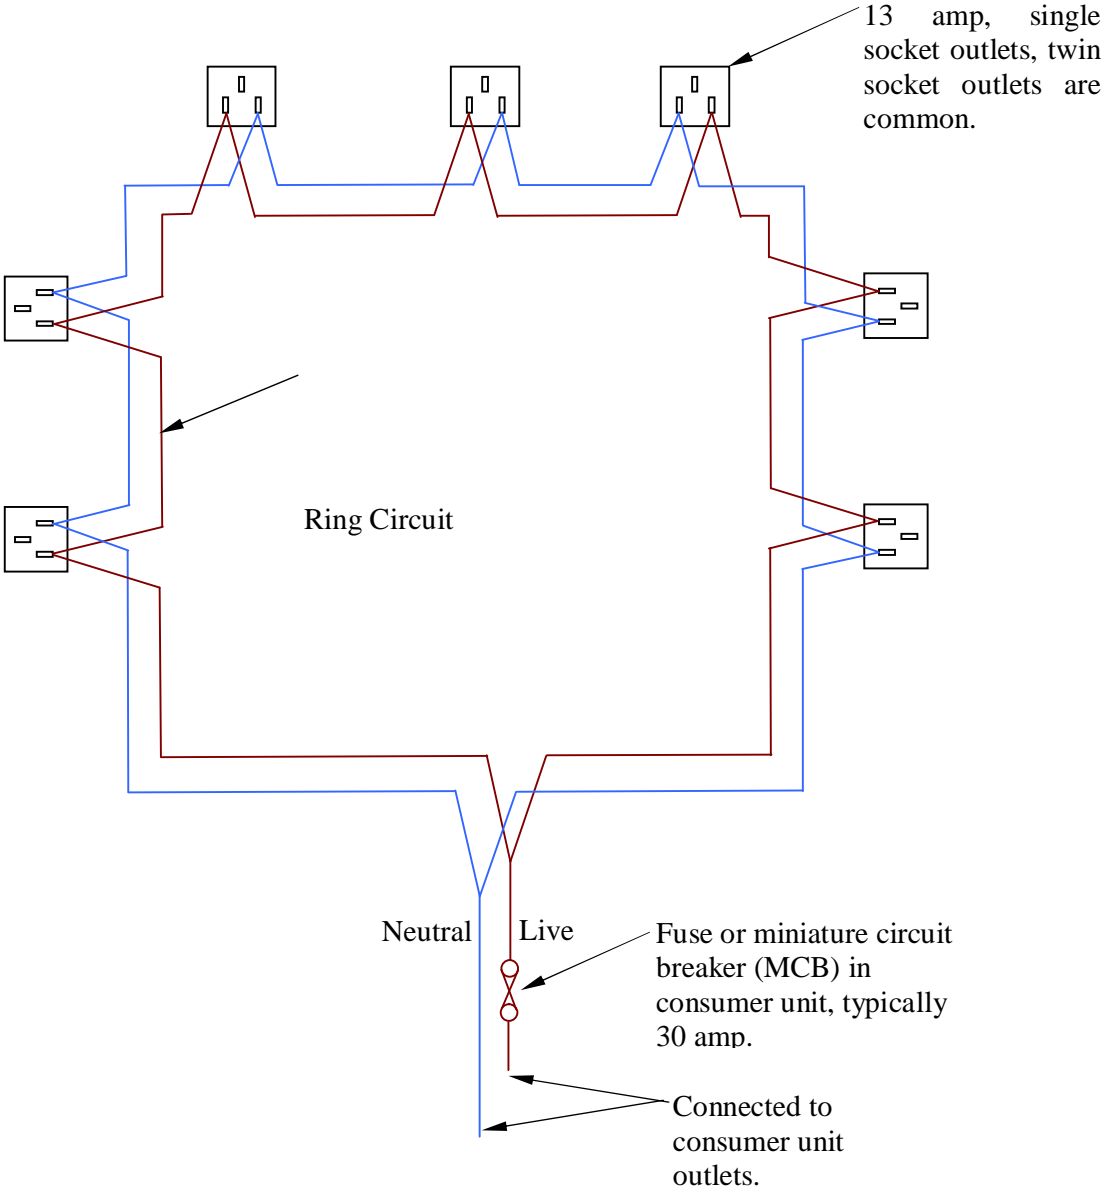 13 amp, single
socket outlets, twin
socket outlets are
common.
Ring Circuit
Neutral
Live
Fuse or miniature circuit
breaker (MCB) in
consumer unit, typically
30 amp.
Connected to
consumer unit
outlets.